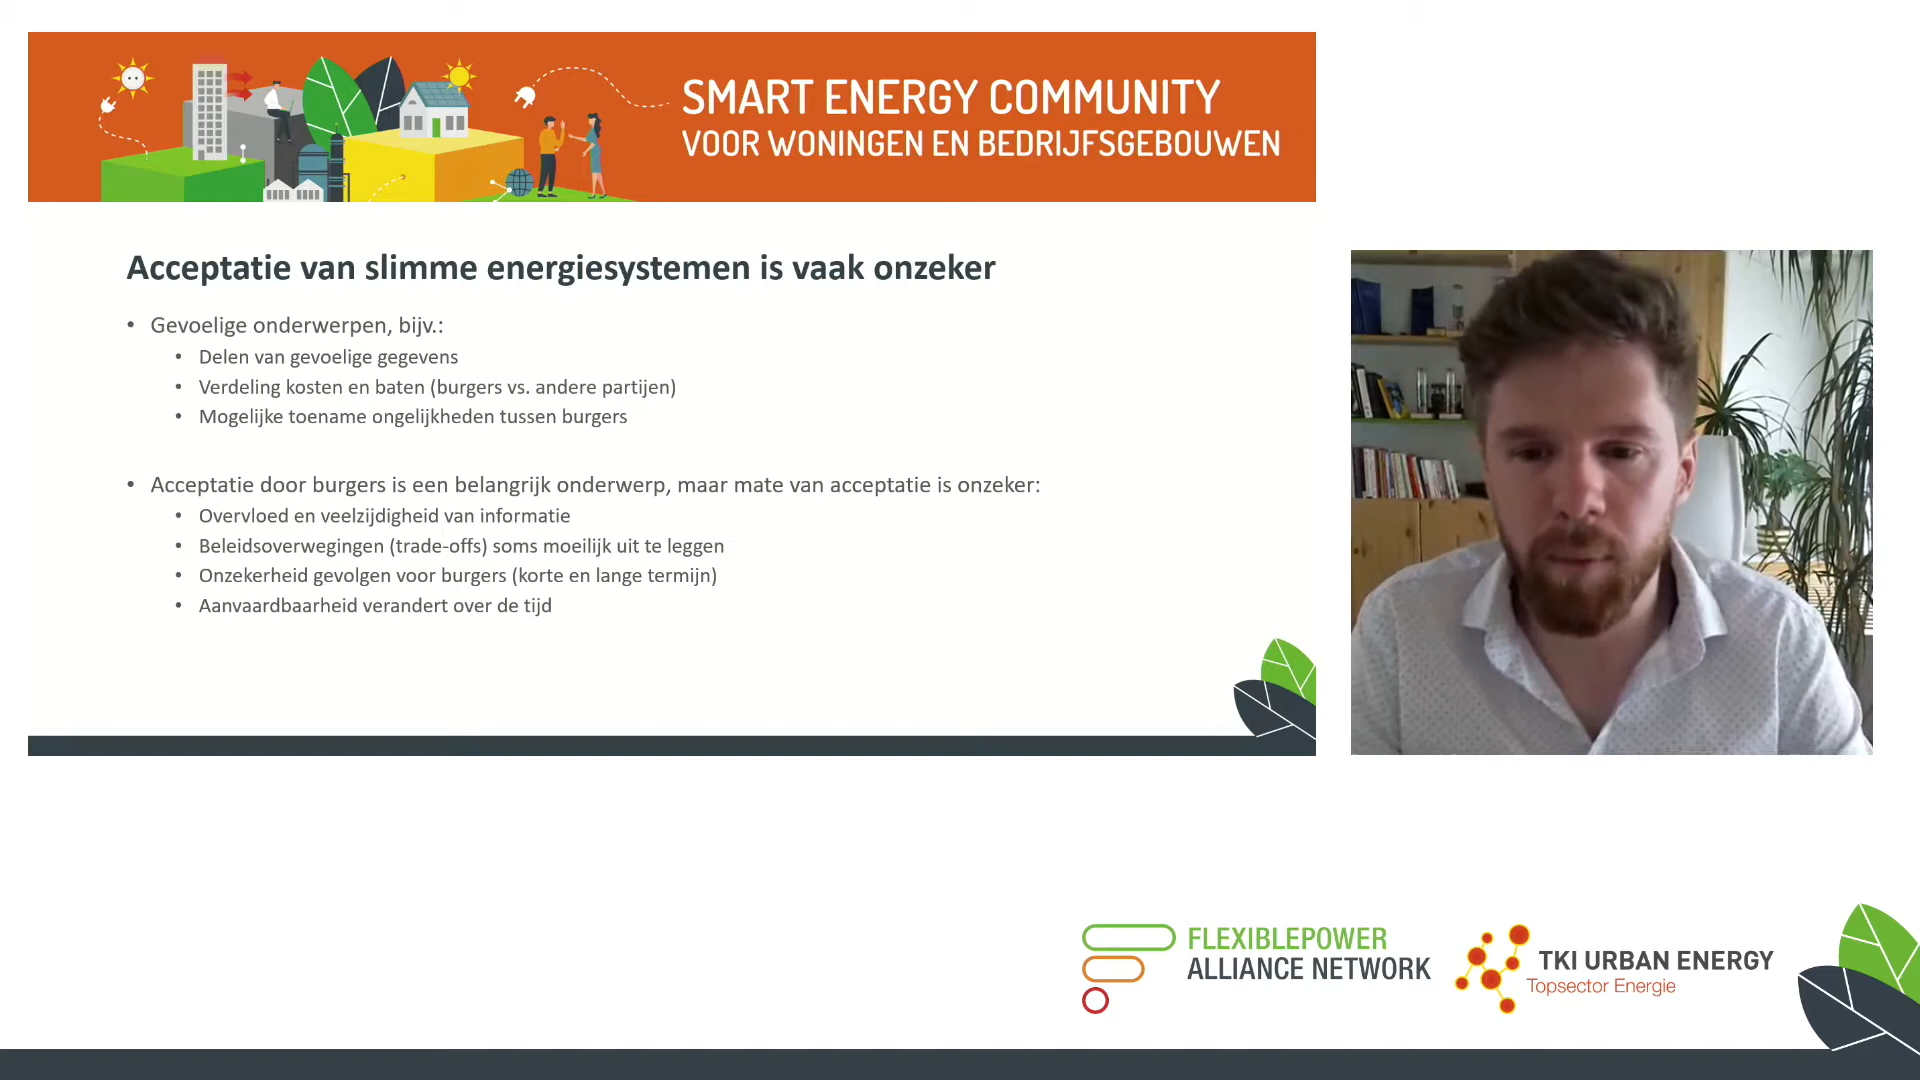 SMART ENERGY COMMUNITY
VOOR WONINGEN EN BEDRIJFSGEBOUWEN
Acceptatie van slimme energiesystemen is vaak onzeker
• Gevoelige onderwerpen, bijv.:
• Delen van gevoelige gegevens
• Verdeling kosten en baten (burgers vs. andere partijen)
• Mogelijke toename ongelijkheden tussen burgers
• Acceptatie door burgers is een belangrijk onderwerp, maar mate van acceptatie is onzeker:
• Overvloed en veelzijdigheid van informatie
• Beleidsoverwegingen (trade-offs) soms moeilijk uit te leggen
• Onzekerheid gevolgen voor burgers (korte en lange termijn)
• Aanvaardbaarheid verandert over de tijd
FLEXIBLEPOWER
ALLIANCE NETWORK
TKI URBAN ENERGY
Topsector Energie